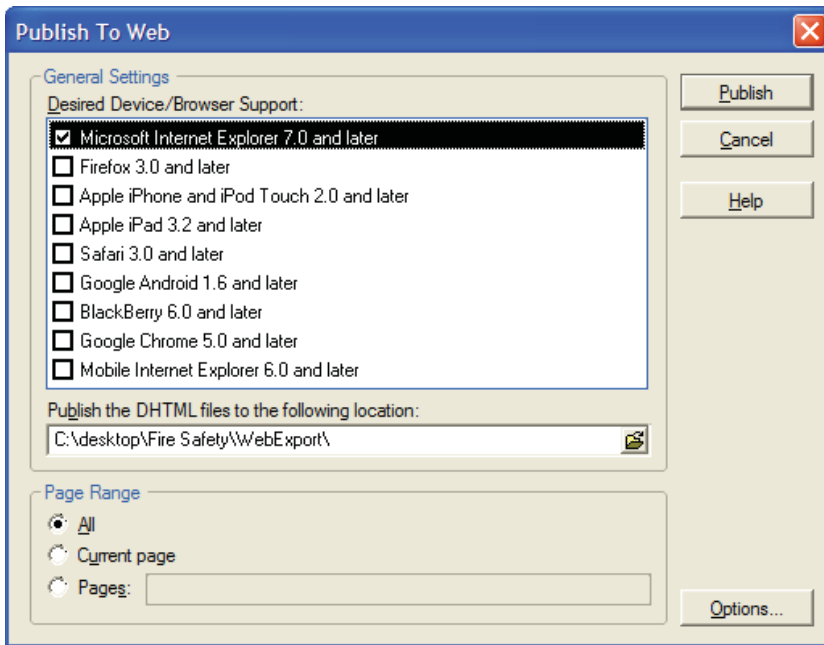 Publish To Web
General Settings
Desired Device/Browser Support:
Microsoft Internet Explorer 7.0 and later
Firefox 3.0 and later
Apple iPhone and iPod Touch 2.0 and later
Apple iPad 3.2 and later
Safari 3.0 and later
Google Android 1.6 and later
BlackBerry 6.0 and later
Google Chrome 5.0 and later
Mobile Internet Explorer 6.0 and later
Publish the DHTML files to the following location:
C:\desktop\Fire Safety\WebExport\
Page Range
All
Current page
Pages:
Publish
Cancel
Help
Options...